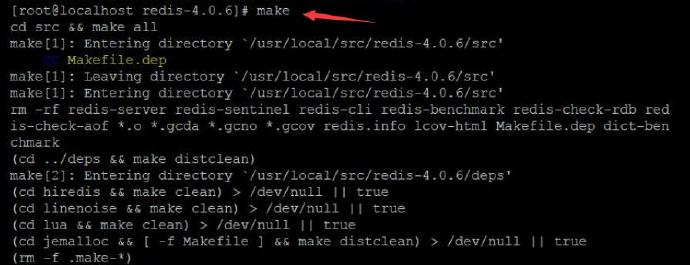 [root@localhost redis-4.0.6]# make
cd src && make all
make[1]: Entering directory `/usr/local/src/redis-4.0.6/src'
CC Makefile.dep
make[1]: Leaving directory `/usr/local/src/redis-4.0.6/src'
make[1]: Entering directory `/usr/local/src/redis-4.0.6/src'
rm -rf redis-server redis-sentinel redis-cli redis-benchmark redis-check-rdb red
is-check-aof *.o *.gcda *.gcno *.gcov redis.info lcov-html Makefile.dep dict-ben
chmark
(cd ../deps && make distclean)
make[2]: Entering directory `/usr/local/src/redis-4.0.6/deps'
(cd hiredis && make clean) > /dev/null || true
(cd linenoise && make clean) > /dev/null || true
(cd lua && make clean) > /dev/null || true
(cd jemalloc && [ -f Makefile ] && make distclean) > /dev/null || true
(rm -f .make-*)